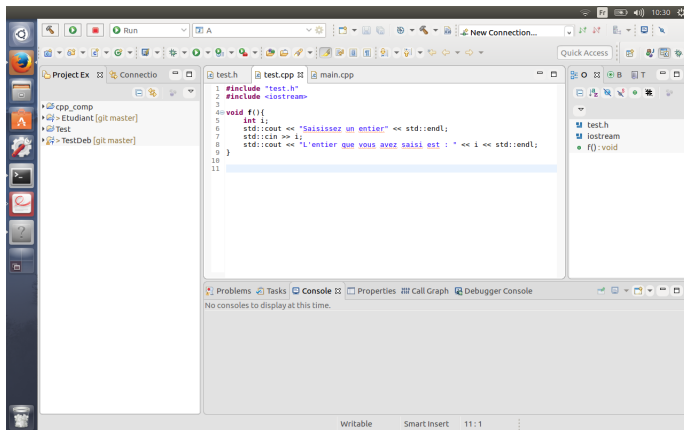 Fr 10:30
Run A New Connection...
Quick Access
Project Ex Connectio
cpp_comp
> Etudiant [git master]
Test
> TestDeb [git master]
test.h test.cpp main.cpp
1 #include "test.h"
2 #include <iostream>
3
4 void f(){
5 int i;
6 std::cout << "Saisissez un entier" << std::endl;
7 std::cin >> i;
8 std::cout << "L'entier que vous avez saisi est : " << i << std::endl;
9 }
10
11
O B T
test.h
iostream
f() : void
Problems Tasks Console Properties Call Graph Debugger Console
No consoles to display at this time.
Writable Smart Insert 11 : 1